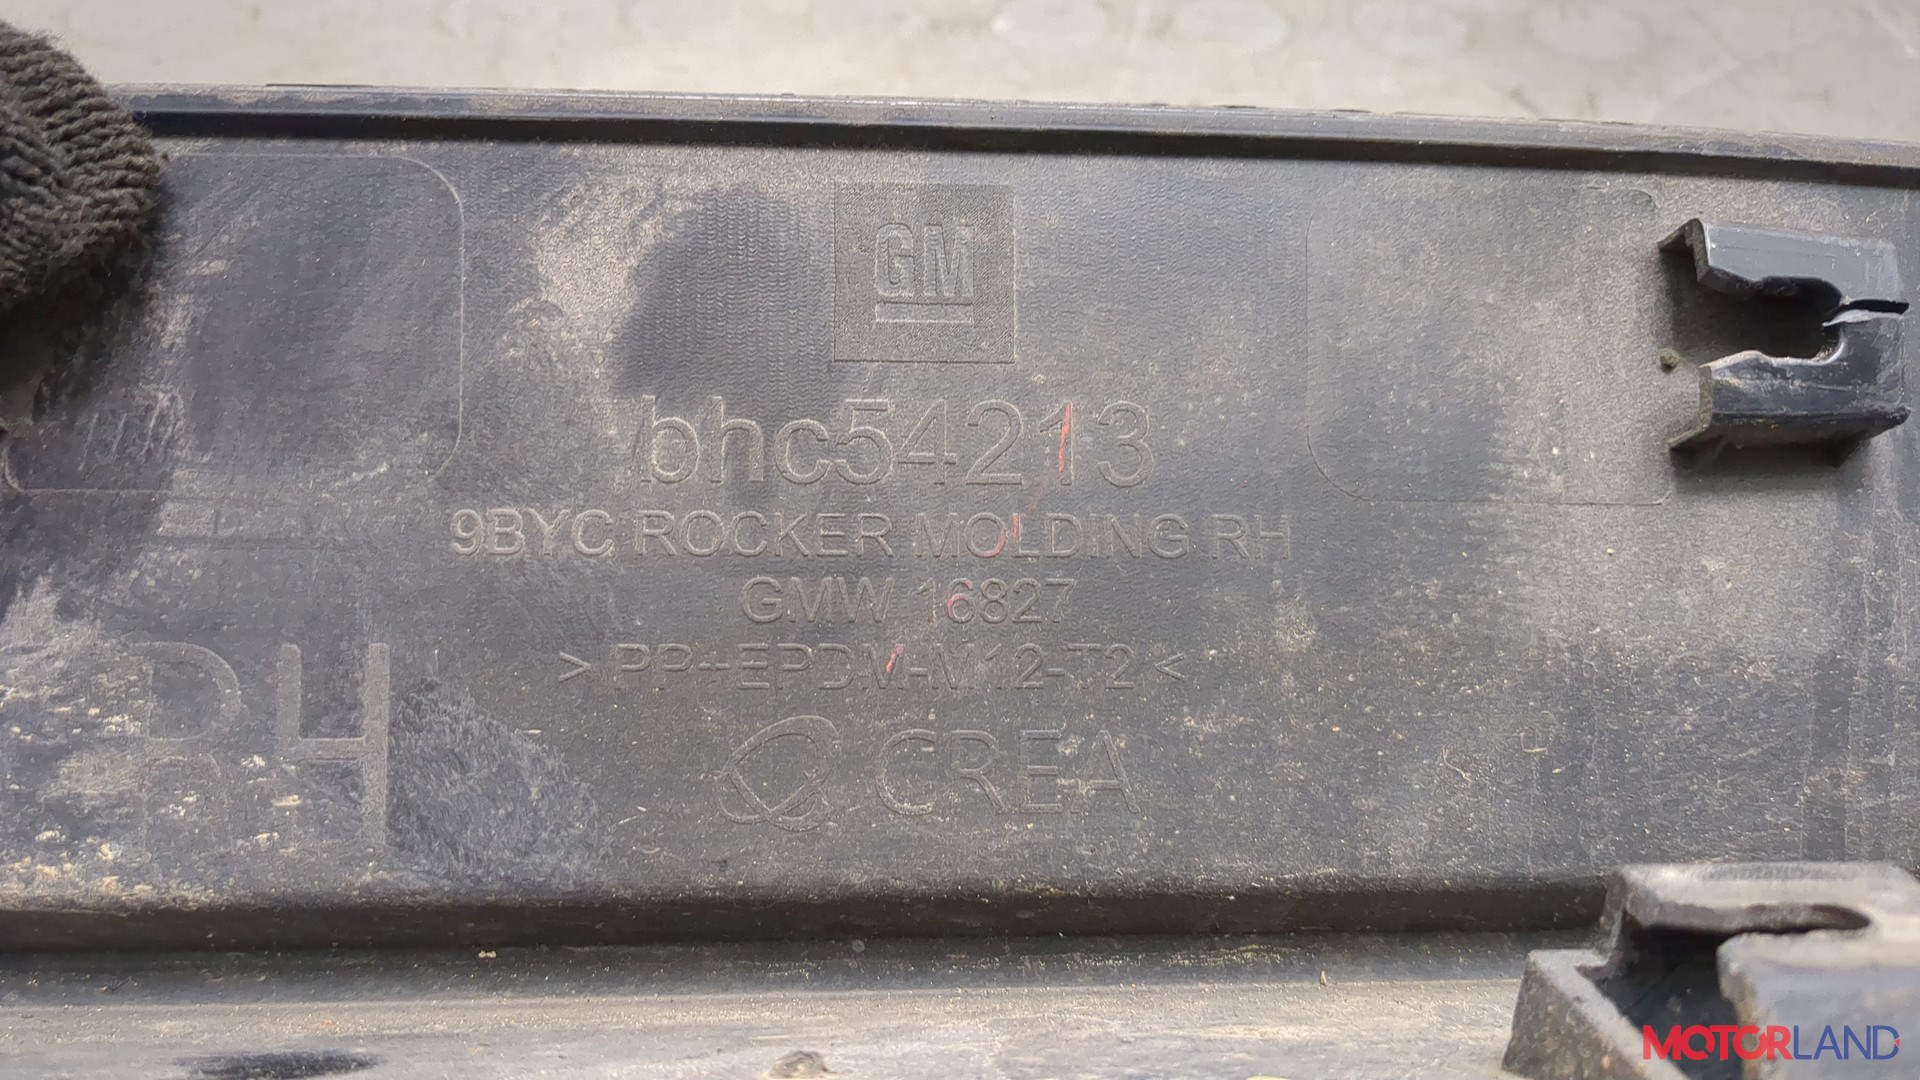 GM
bhc54213
9BYC ROCKER MOLDING RH
GMW 16827
> PP+EPDM-M12-T2 <
RH
CREA
MOTORLAND